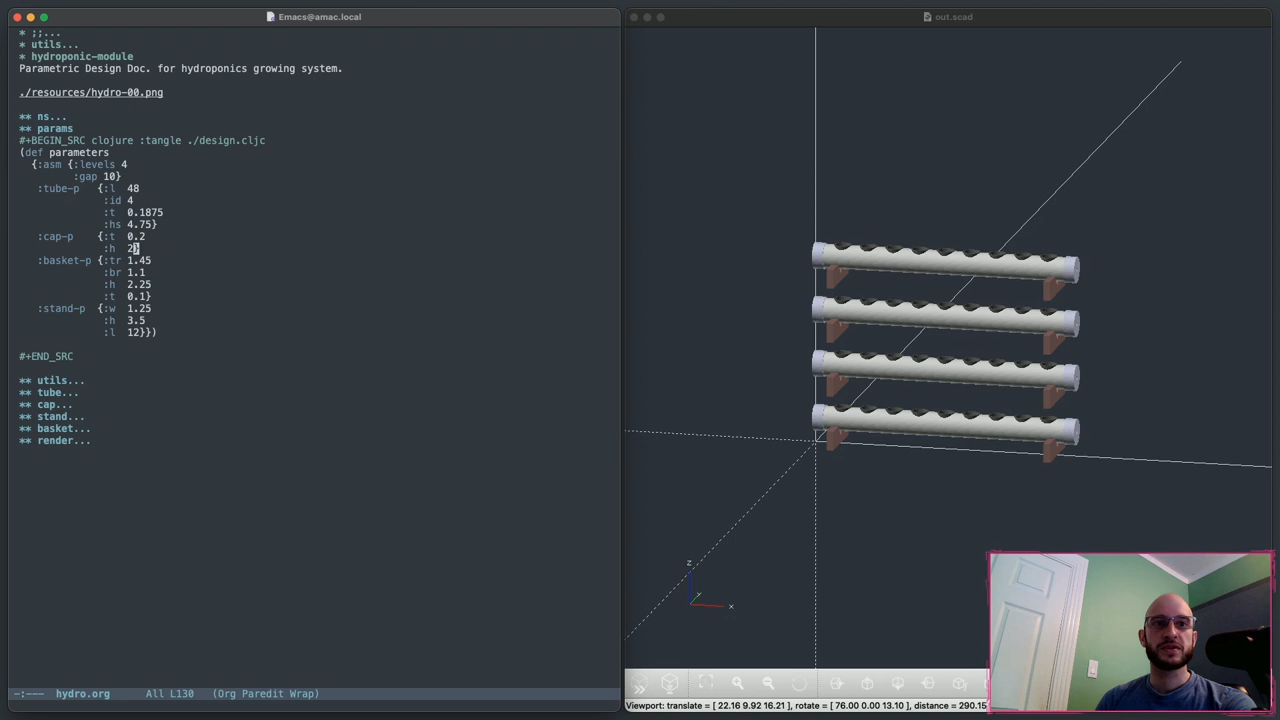 Emacs@amac.local
* ;;...
* utils...
* hydroponic-module
Parametric Design Doc. for hydroponics growing system.
./resources/hydro-00.png
** ns...
** params
#+BEGIN_SRC clojure :tangle ./design.cljc
(def parameters
{:asm {:levels 4
:gap 10}
:tube-p {:l 48
:id 4
:t 0.1875
:hs 4.75}
:cap-p {:t 0.2
:h 2}
:basket-p {:tr 1.45
:br 1.1
:h 2.25
:t 0.1}
:stand-p {:w 1.25
:h 3.5
:l 12}})
#+END_SRC
** utils...
** tube...
** cap...
** stand...
** basket...
** render...
-:--- hydro.org All L130 (Org Paredit Wrap)
out.scad
z
y
x
Viewport: translate = [ 22.16 9.92 16.21 ], rotate = [ 76.00 0.00 13.10 ], distance = 290.15